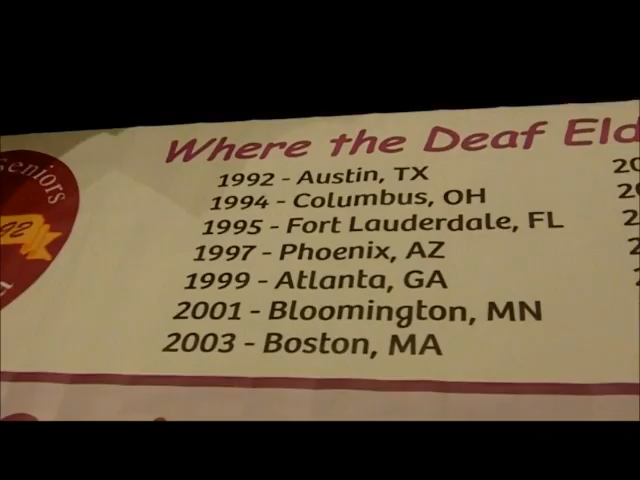 Where the Deaf
1992 - Austin, TX
1994 - Columbus, OH
1995 - Fort Lauderdale, FL
1997 - Phoenix, AZ
1999 - Atlanta, GA
2001 - Bloomington, MN
2003 - Boston, MA
Seniors